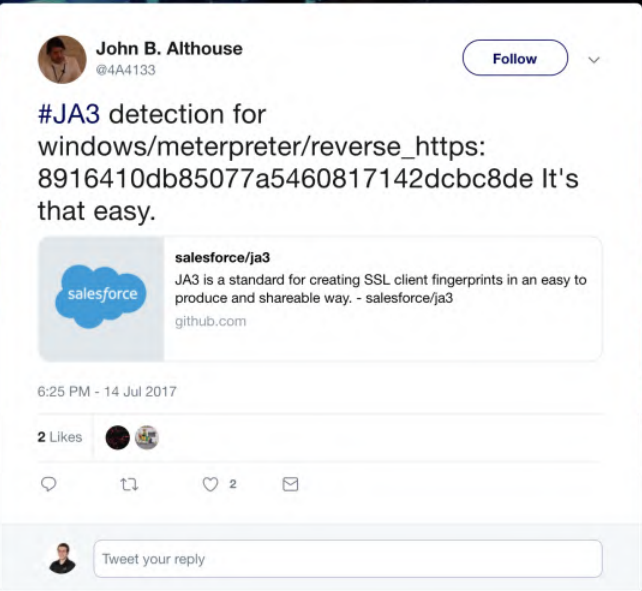 John B. Althouse
@4A4133
Follow
#JA3 detection for
windows/meterpreter/reverse_https:
8916410db85077a5460817142dcbc8de It's
that easy.
salesforce
salesforce/ja3
JA3 is a standard for creating SSL client fingerprints in an easy to
produce and shareable way. - salesforce/ja3
github.com
6:25 PM - 14 Jul 2017
2 Likes
2
Tweet your reply